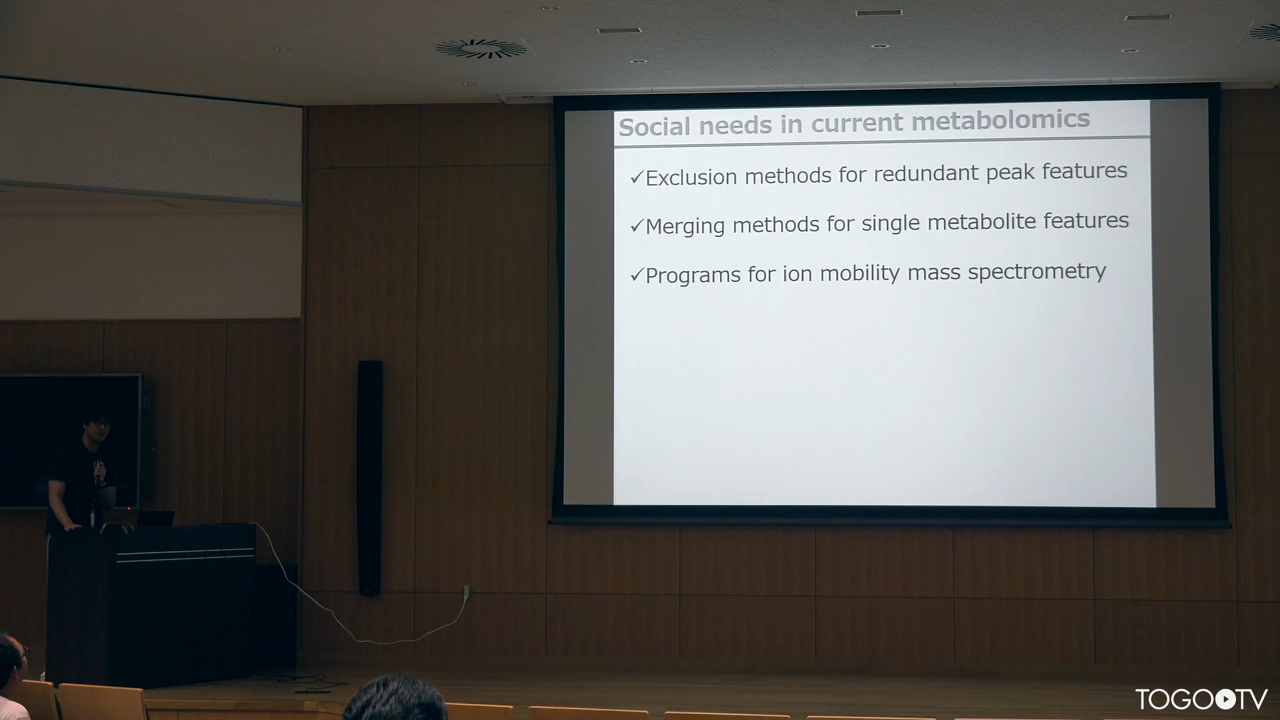 Social needs in current metabolomics
✓Exclusion methods for redundant peak features
✓Merging methods for single metabolite features
✓Programs for ion mobility mass spectrometry
TOGOTV